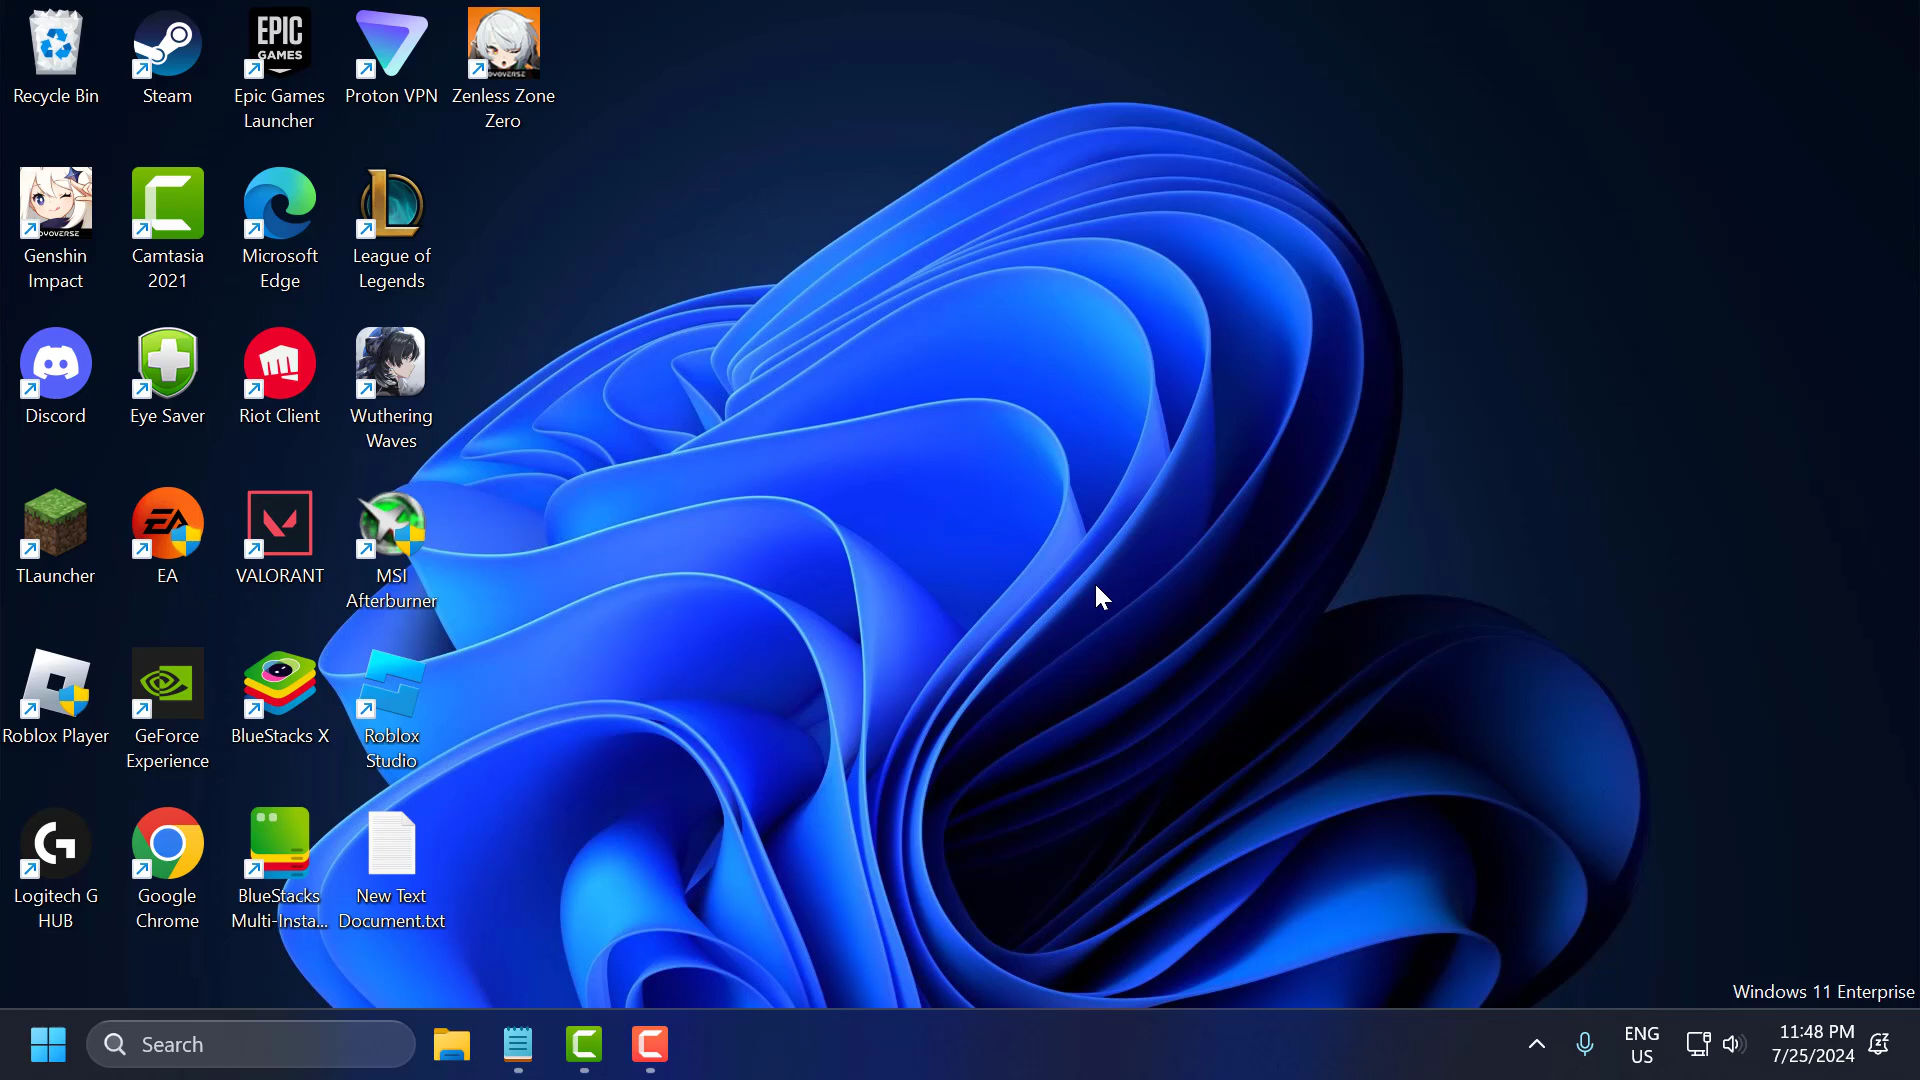 Recycle Bin
Steam
EPIC
GAMES
Epic Games
Launcher
Proton VPN
Zenless Zone
Zero
Genshin
Impact
Camtasia
2021
Microsoft
Edge
League of
Legends
Discord
Eye Saver
Riot Client
Wuthering
Waves
TLauncher
EA
EA
VALORANT
MSI
Afterburner
Roblox Player
GeForce
Experience
BlueStacks X
Roblox
Studio
Logitech G
HUB
Google
Chrome
BlueStacks
Multi-Insta...
New Text
Document.txt
Windows 11 Enterprise
Search
ENG
US
11:48 PM
7/25/2024